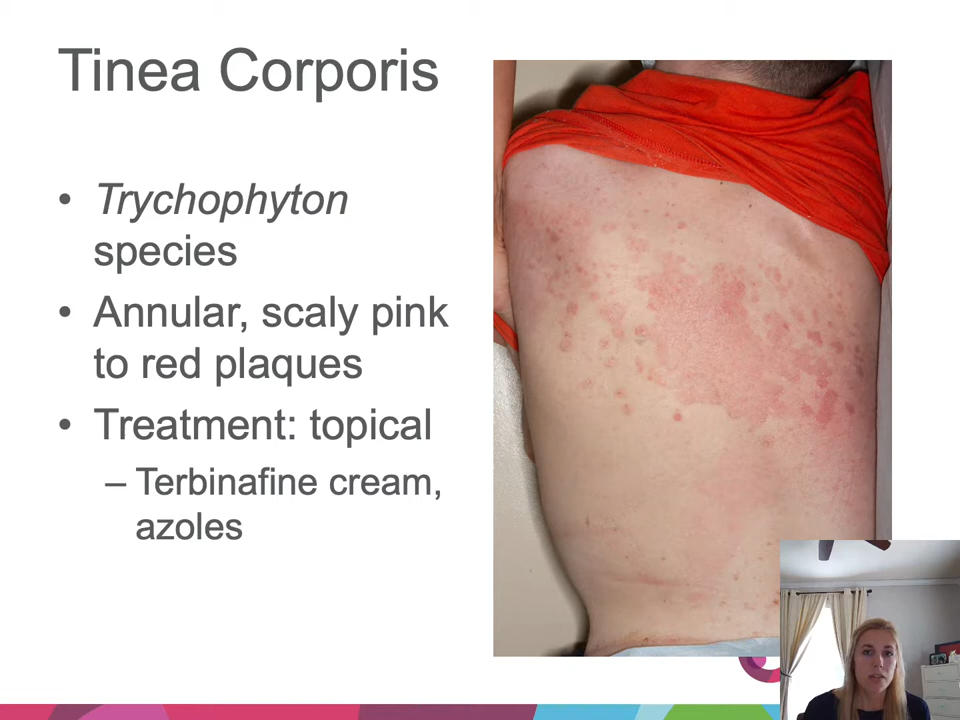 Tinea Corporis
• Trychophyton
species
• Annular, scaly pink
to red plaques
• Treatment: topical
– Terbinafine cream,
azoles